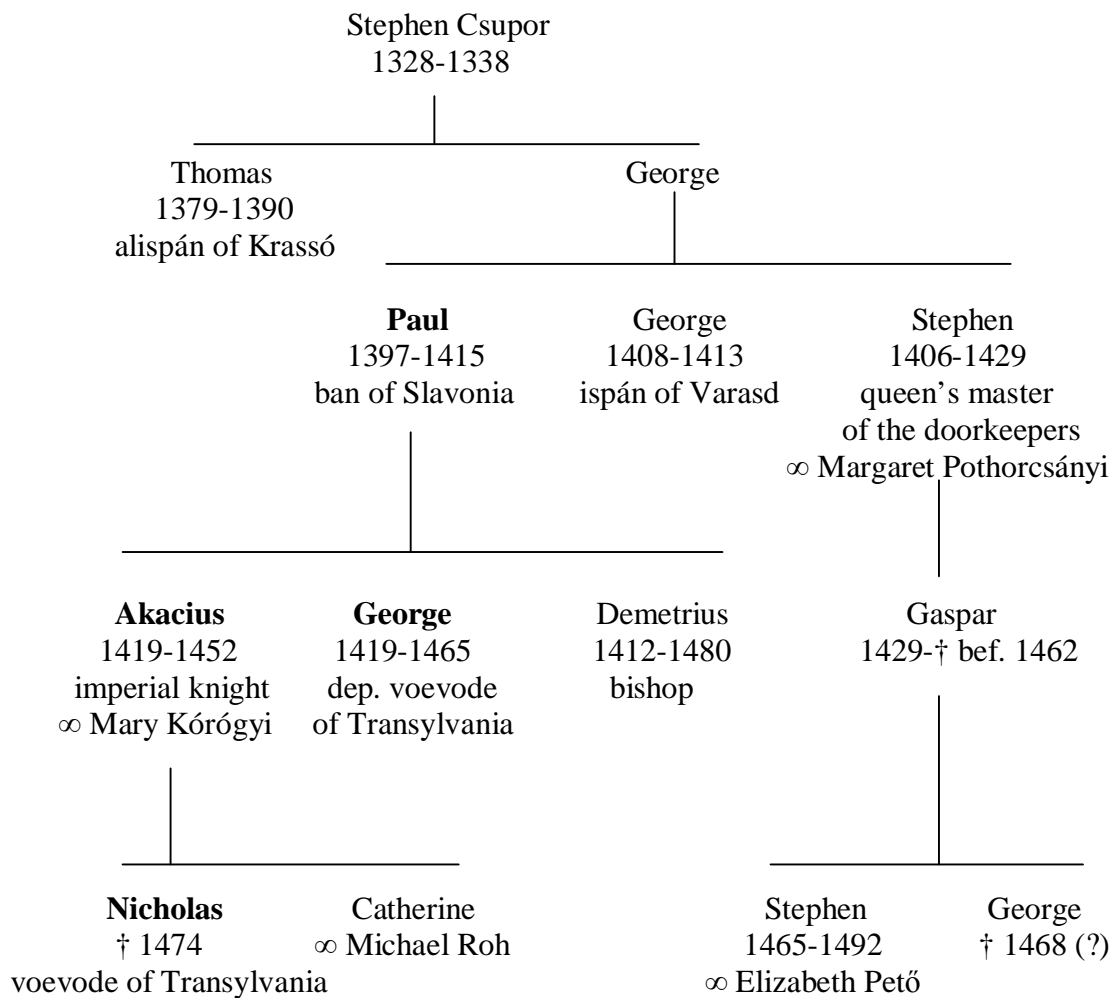 Stephen Csupor
1328-1338
Thomas
1379-1390
alispán of Krassó
George
Paul
1397-1415
ban of Slavonia
George
1408-1413
ispán of Varasd
Stephen
1406-1429
queen's master
of the doorkeepers
∞ Margaret Pothorcsányi
Akacius
1419-1452
imperial knight
∞ Mary Kórógyi
George
1419-1465
dep. voevode
of Transylvania
Demetrius
1412-1480
bishop
Gaspar
1429-† bef. 1462
Nicholas
† 1474
voevode of Transylvania
Catherine
∞ Michael Roh
Stephen
1465-1492
∞ Elizabeth Pető
George
† 1468 (?)